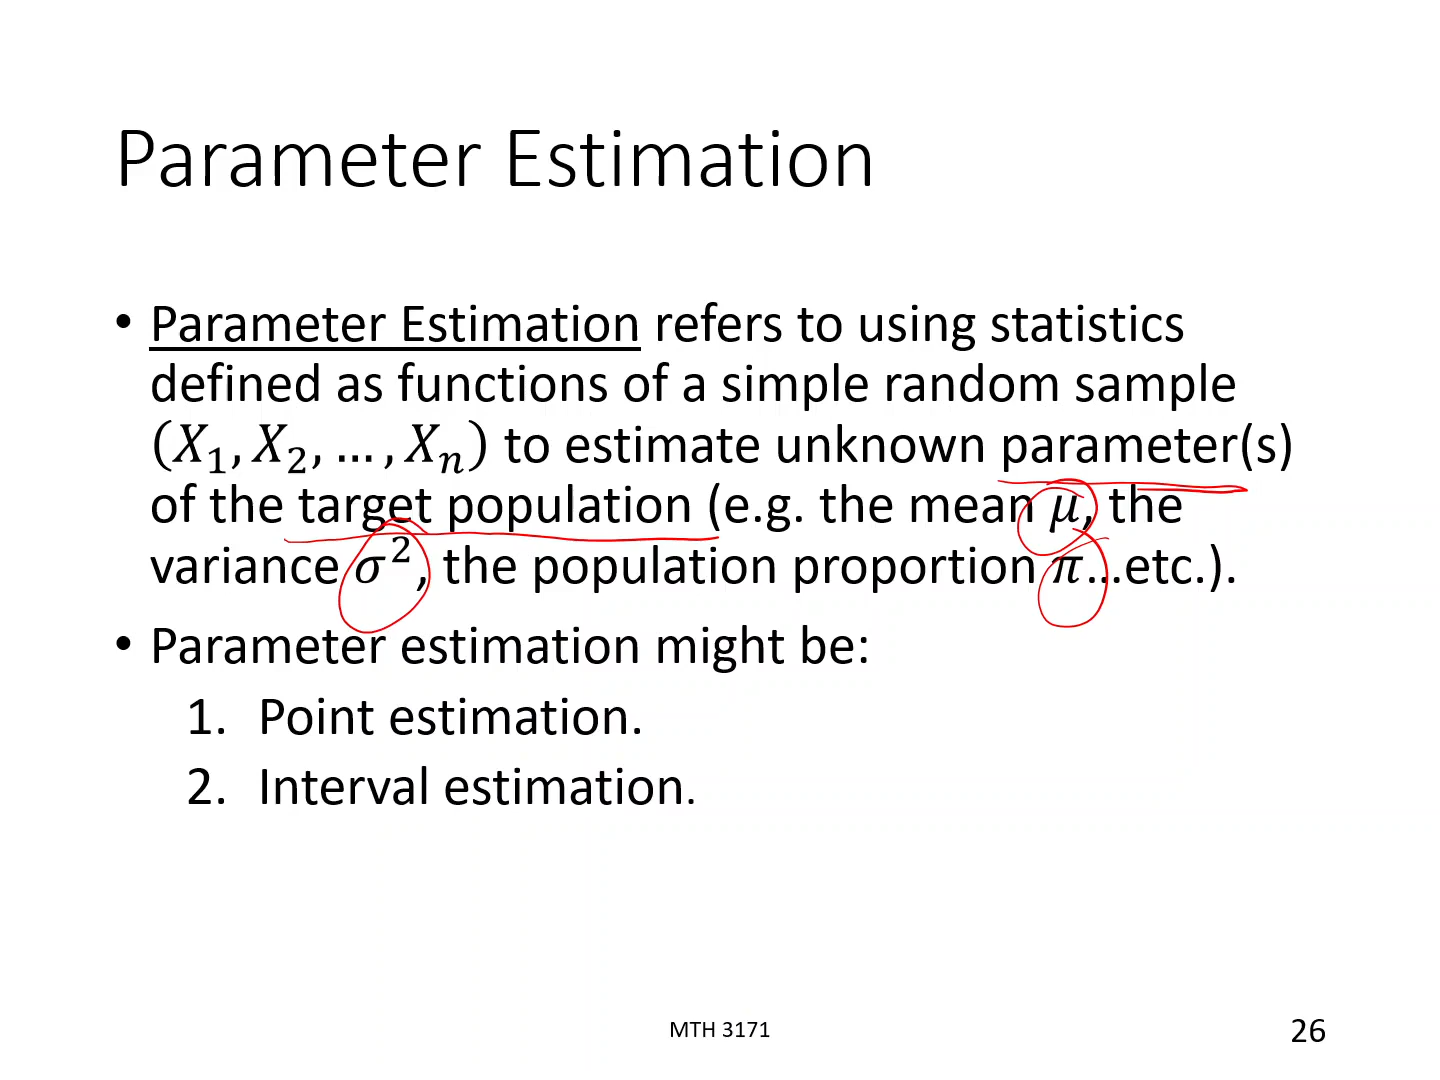 Parameter Estimation
• Parameter Estimation refers to using statistics
defined as functions of a simple random sample
(X₁, X₂, … , Xₙ) to estimate unknown parameter(s)
of the target population (e.g. the mean μ, the
variance σ², the population proportion π…etc.).
• Parameter estimation might be:
1. Point estimation.
2. Interval estimation.
MTH 3171
26